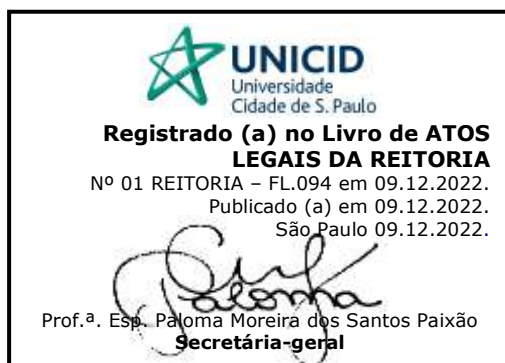 UNICID
Universidade
Cidade de S. Paulo
Registrado (a) no Livro de ATOS
LEGAIS DA REITORIA
Nº 01 REITORIA – FL.094 em 09.12.2022.
Publicado (a) em 09.12.2022.
São Paulo 09.12.2022.
Paloma
Prof.ª. Esp. Paloma Moreira dos Santos Paixão
Secretária-geral